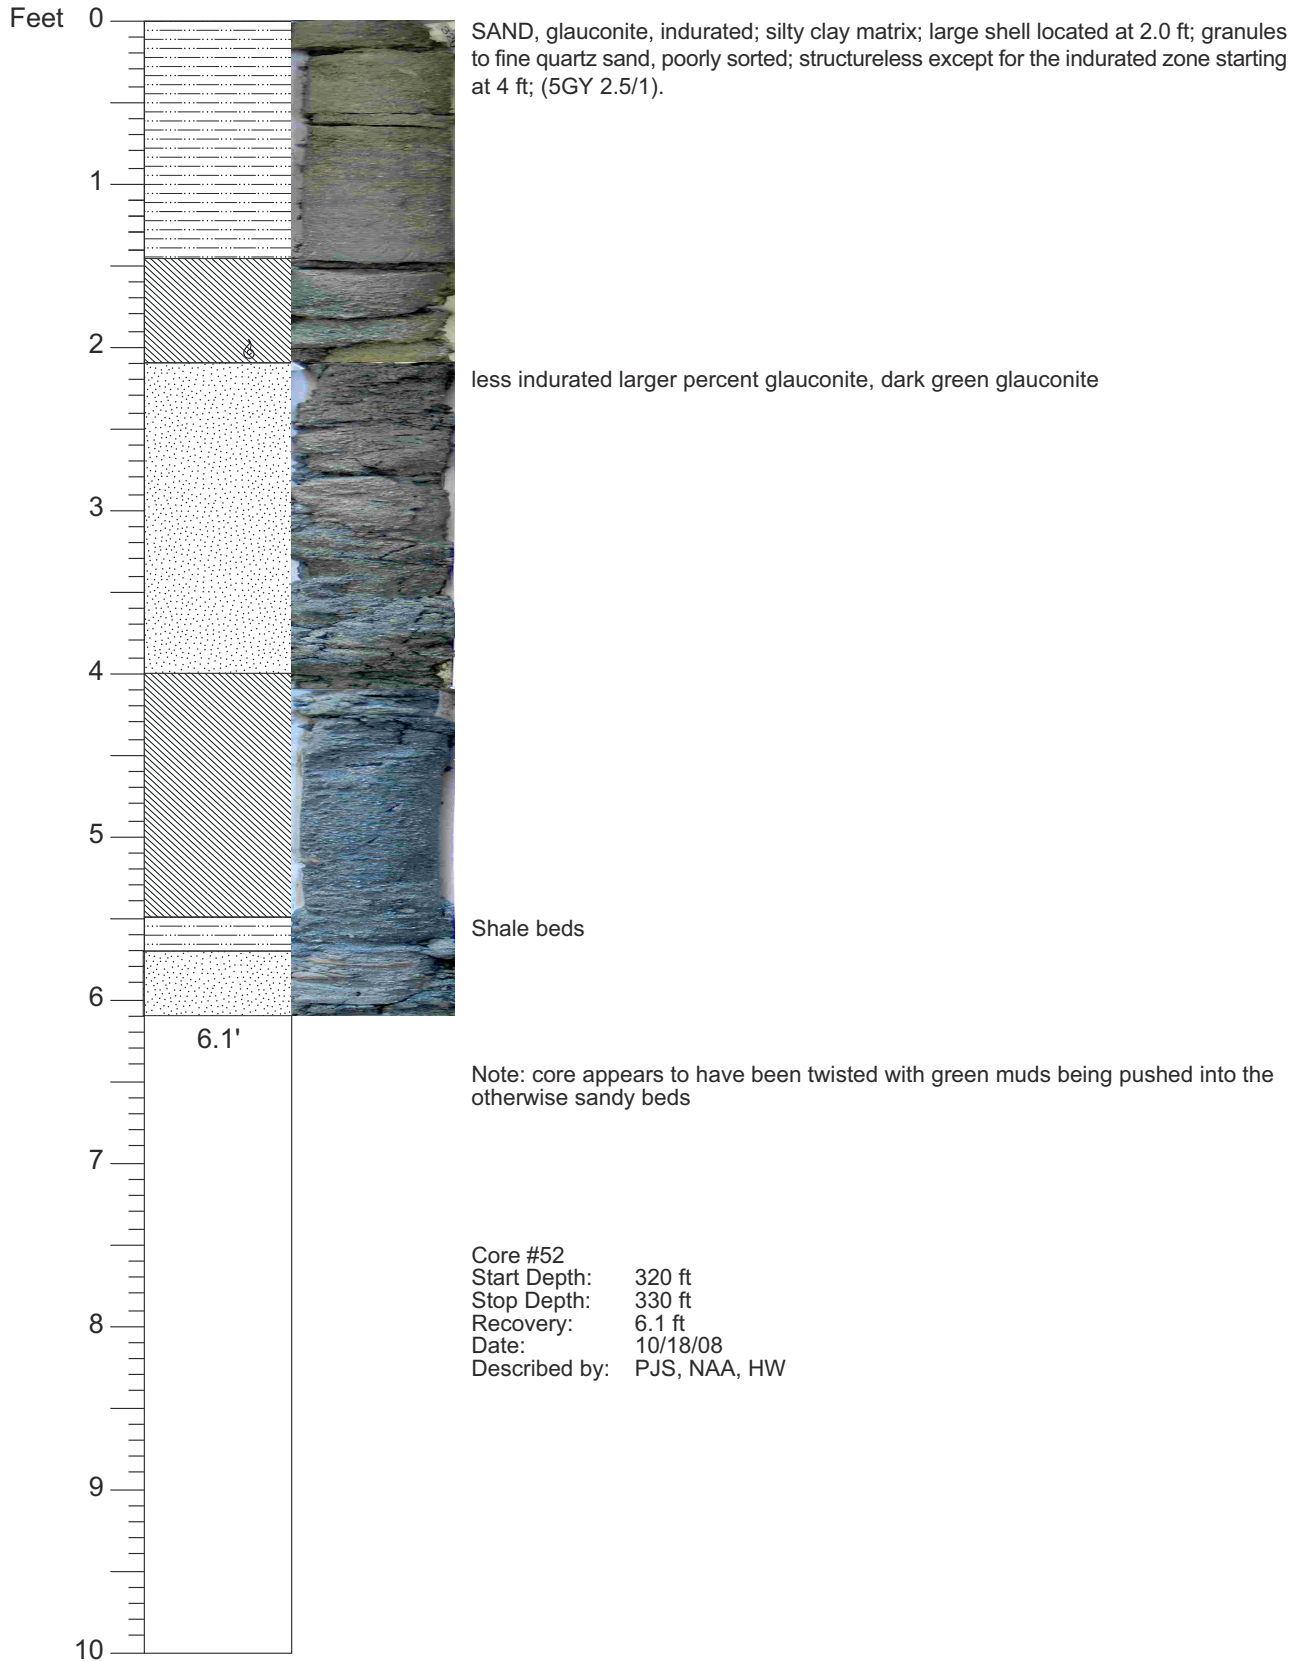 Feet
0
SAND, glauconite, indurated; silty clay matrix; large shell located at 2.0 ft; granules
to fine quartz sand, poorly sorted; structureless except for the indurated zone starting
at 4 ft; (5GY 2.5/1).
1
2
less indurated larger percent glauconite, dark green glauconite
3
4
5
Shale beds
6
6.1'
Note: core appears to have been twisted with green muds being pushed into the
otherwise sandy beds
7
Core #52
Start Depth: 320 ft
Stop Depth: 330 ft
Recovery: 6.1 ft
8
Date: 10/18/08
Described by: PJS, NAA, HW
9
10